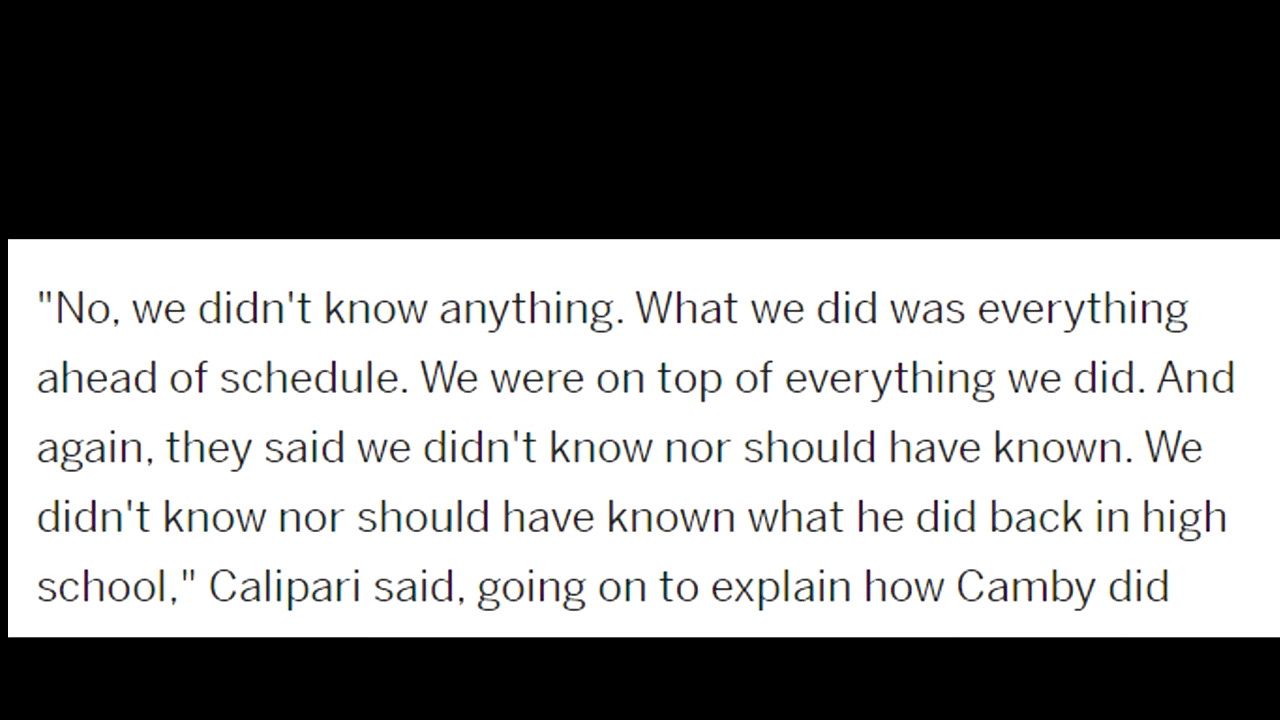 "No, we didn't know anything. What we did was everything
ahead of schedule. We were on top of everything we did. And
again, they said we didn't know nor should have known. We
didn't know nor should have known what he did back in high
school," Calipari said, going on to explain how Camby did